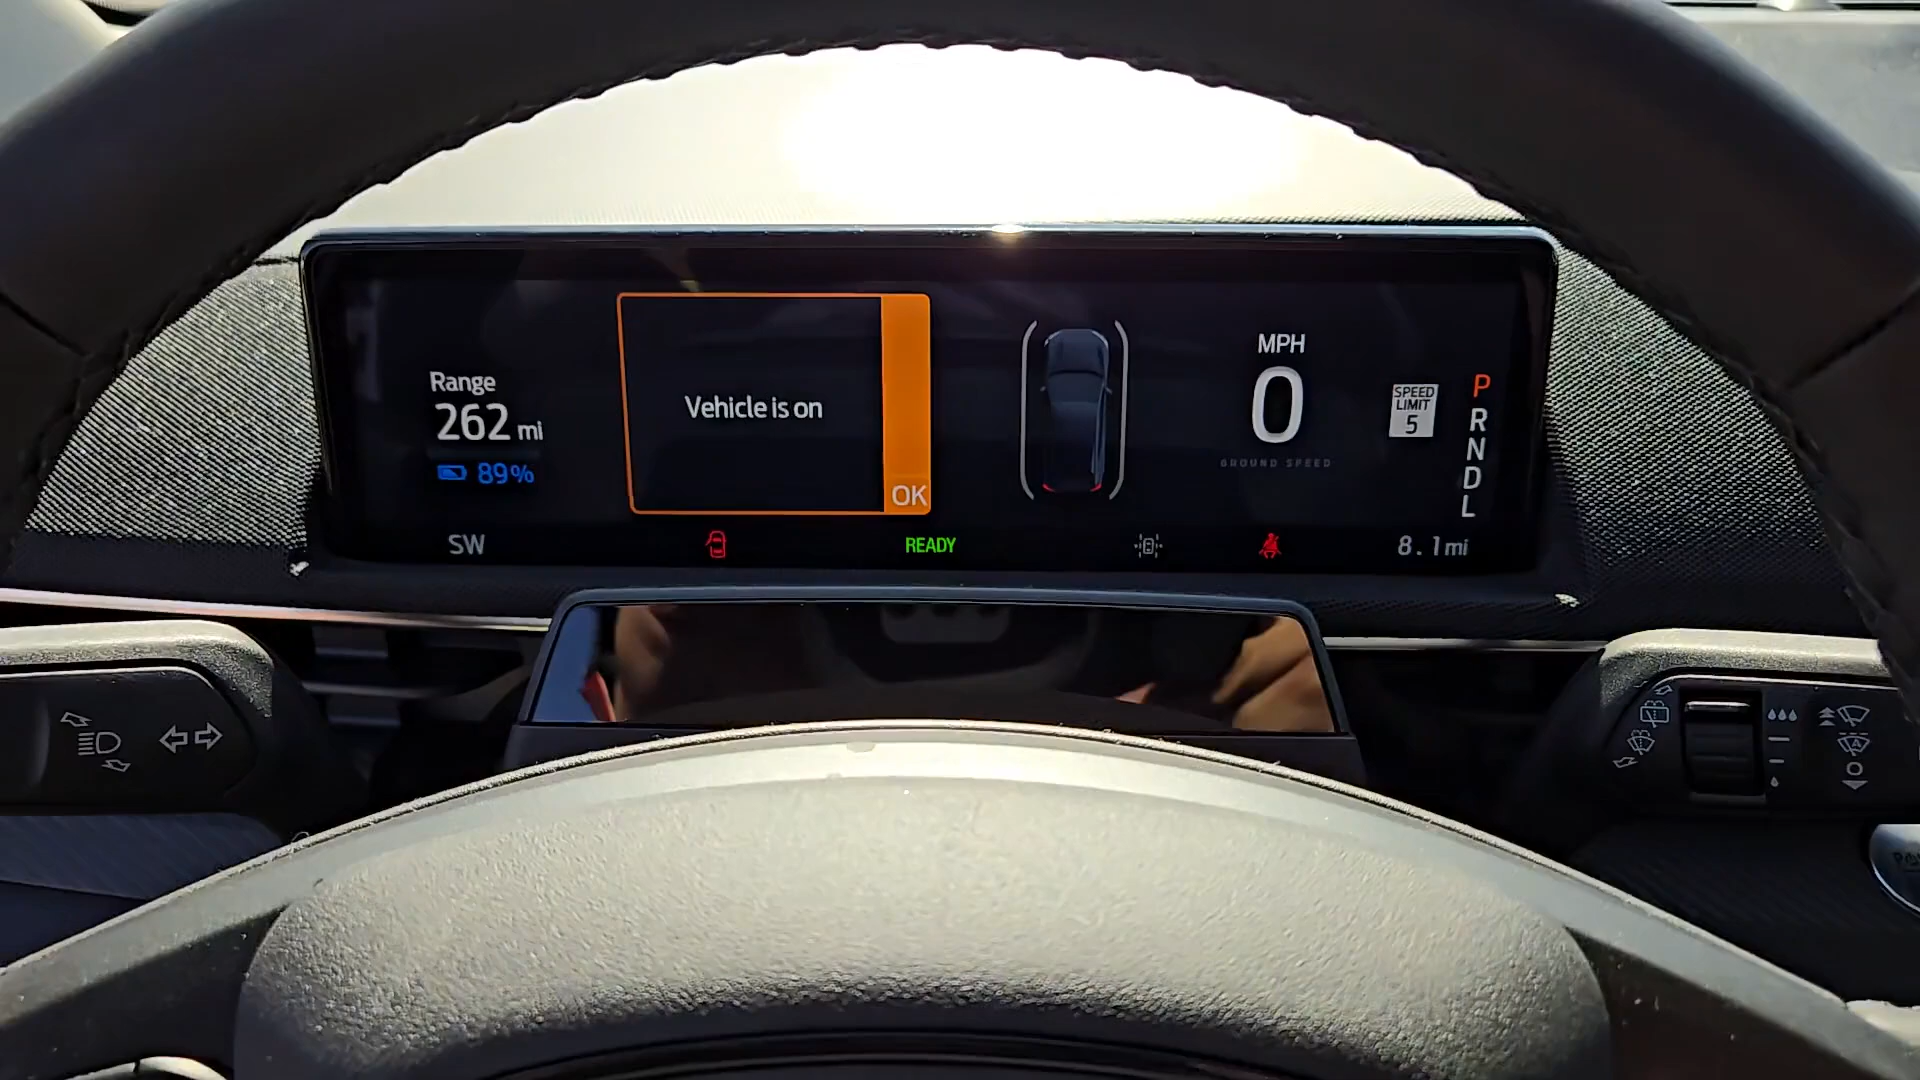 Range
262 mi
89%
Vehicle is on
OK
MPH
0
GROUND SPEED
SPEED
LIMIT
5
P
R
N
D
L
SW
READY
8.1mi